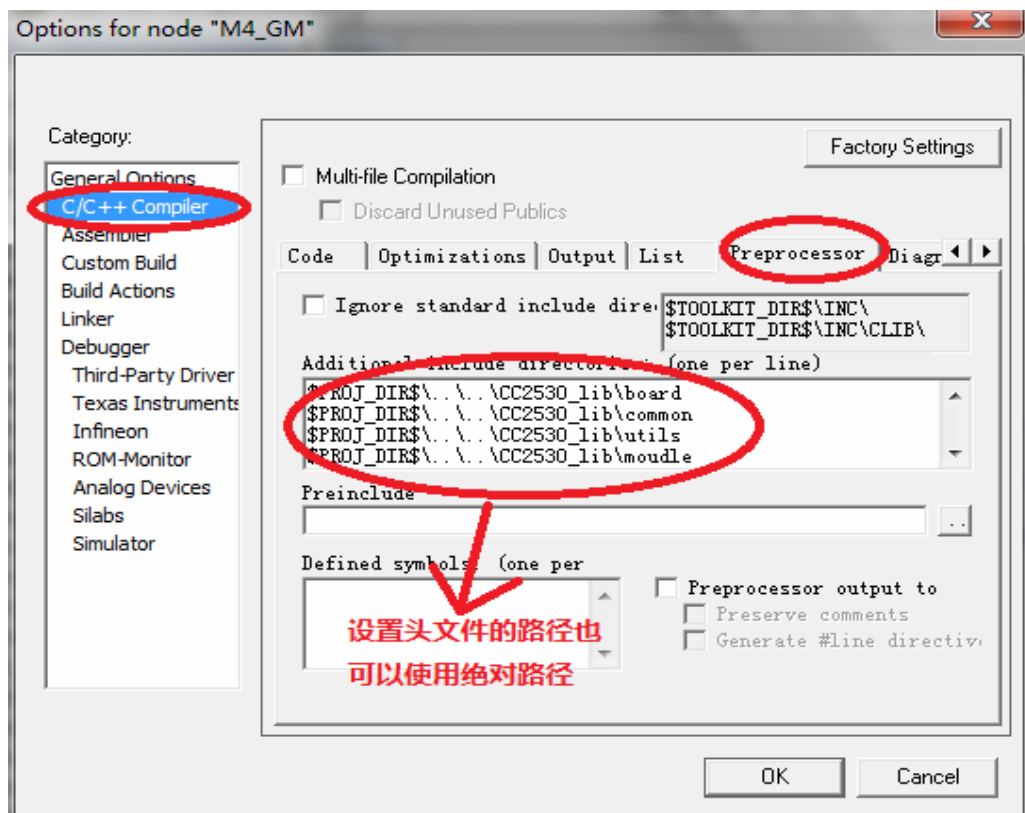 Options for node "M4_GM"
Category:
Factory Settings
General Options
C/C++ Compiler
Assembler
Custom Build
Build Actions
Linker
Debugger
Third-Party Driver
Texas Instruments
Infineon
ROM-Monitor
Analog Devices
Silabs
Simulator
Multi-file Compilation
Discard Unused Publics
Code
Optimizations
Output
List
Preprocessor
Diagr
Ignore standard include dire
$TOOLKIT_DIR$\INC\
$TOOLKIT_DIR$\INC\CLIB\
Additional include directories: (one per line)
$PROJ_DIR$\..\..\CC2530_lib\board
$PROJ_DIR$\..\..\CC2530_lib\common
$PROJ_DIR$\..\..\CC2530_lib\utils
$PROJ_DIR$\..\..\CC2530_lib\moudle
Preinclude
..
Defined symbols: (one per
Preprocessor output to
Preserve comments
Generate #line directiv
设置头文件的路径也
可以使用绝对路径
OK
Cancel